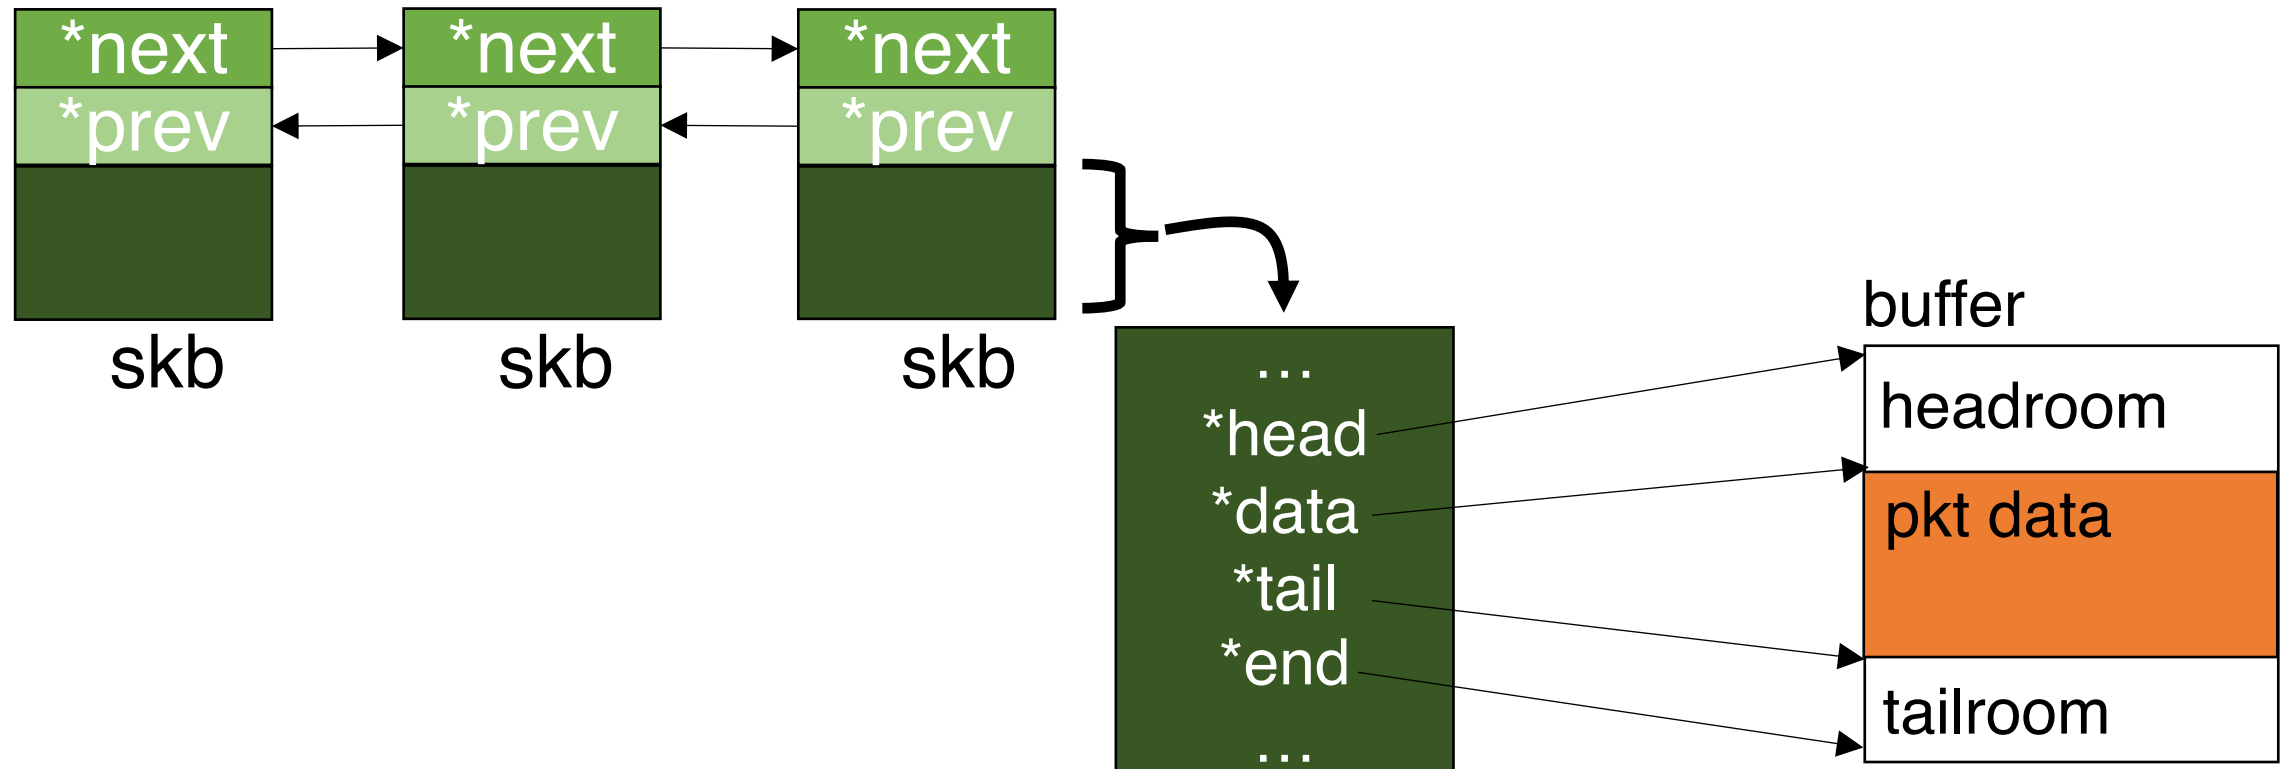 *next
*prev
skb
*next
*prev
skb
*next
*prev
skb
...
*head
*data
*tail
*end
...
buffer
headroom
pkt data
tailroom